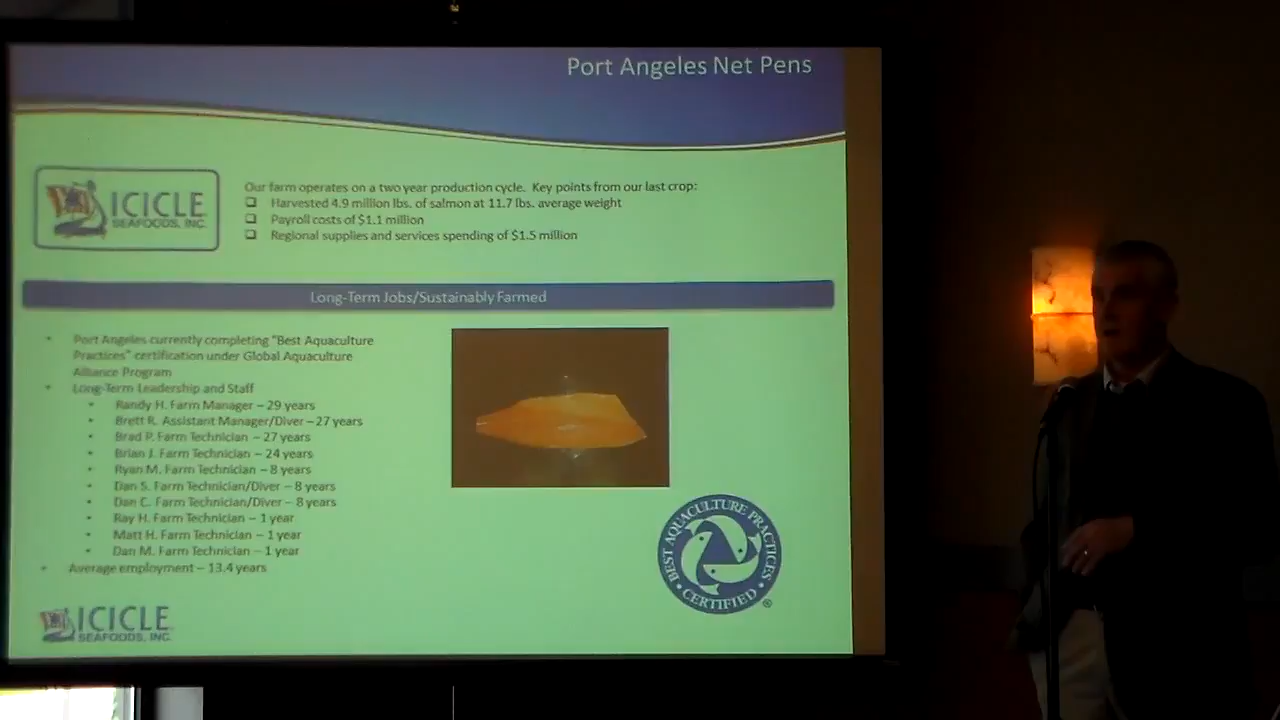 Port Angeles Net Pens
ICICLE
SEAFOODS, INC.
Our farm operates on a two year production cycle. Key points from our last crop:
Harvested 4.9 million lbs. of salmon at 11.7 lbs. average weight
Payroll costs of $1.1 million
Regional supplies and services spending of $1.5 million
Long-Term Jobs/Sustainably Farmed
Port Angeles currently completing "Best Aquaculture
Practices" certification under Global Aquaculture
Alliance Program
Long-Term Leadership and Staff
Randy H. Farm Manager – 29 years
Brett R. Assistant Manager/Diver – 27 years
Brad P. Farm Technician – 27 years
Brian J. Farm Technician – 24 years
Ryan M. Farm Technician – 8 years
Dan S. Farm Technician/Diver – 8 years
Dan C. Farm Technician/Diver – 8 years
Ray H. Farm Technician – 1 year
Matt H. Farm Technician – 1 year
Dan M. Farm Technician – 1 year
Average employment – 13.4 years
BEST AQUACULTURE PRACTICES
• CERTIFIED •
®
ICICLE
SEAFOODS, INC.